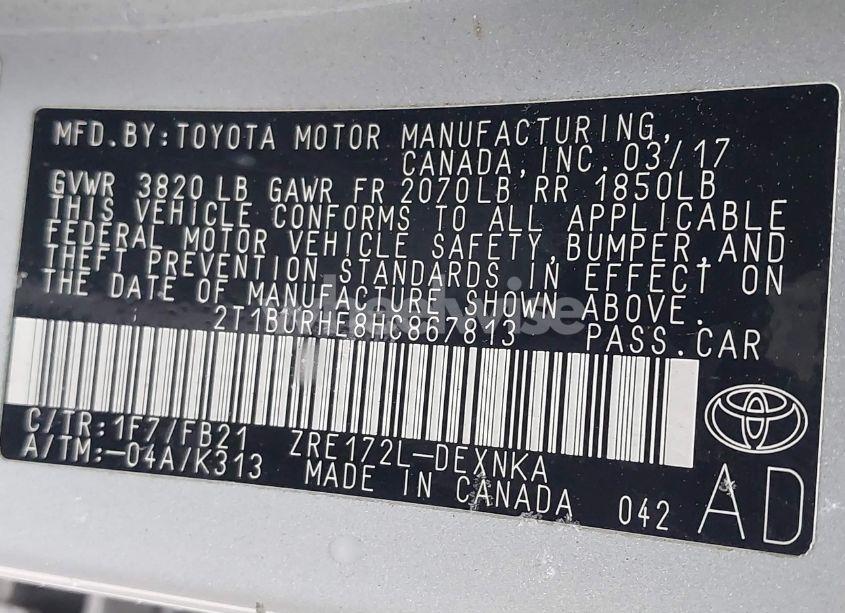 MFD.BY:TOYOTA MOTOR MANUFACTURING,
CANADA,INC.03/17
GVWR 3820 LB GAWR FR 2070LB RR 1850LB
THIS VEHICLE CONFORMS TO ALL APPLICABLE
FEDERAL MOTOR VEHICLE SAFETY,BUMPER,AND
THEFT PREVENTION STANDARDS IN EFFECT ON
THE DATE OF MANUFACTURE SHOWN ABOVE.
2T1BURHE8HC867813 PASS.CAR
C/TR:1F7/FB21 ZRE172L-DEXNKA
A/TM:-04A/K313 MADE IN CANADA 042 AD